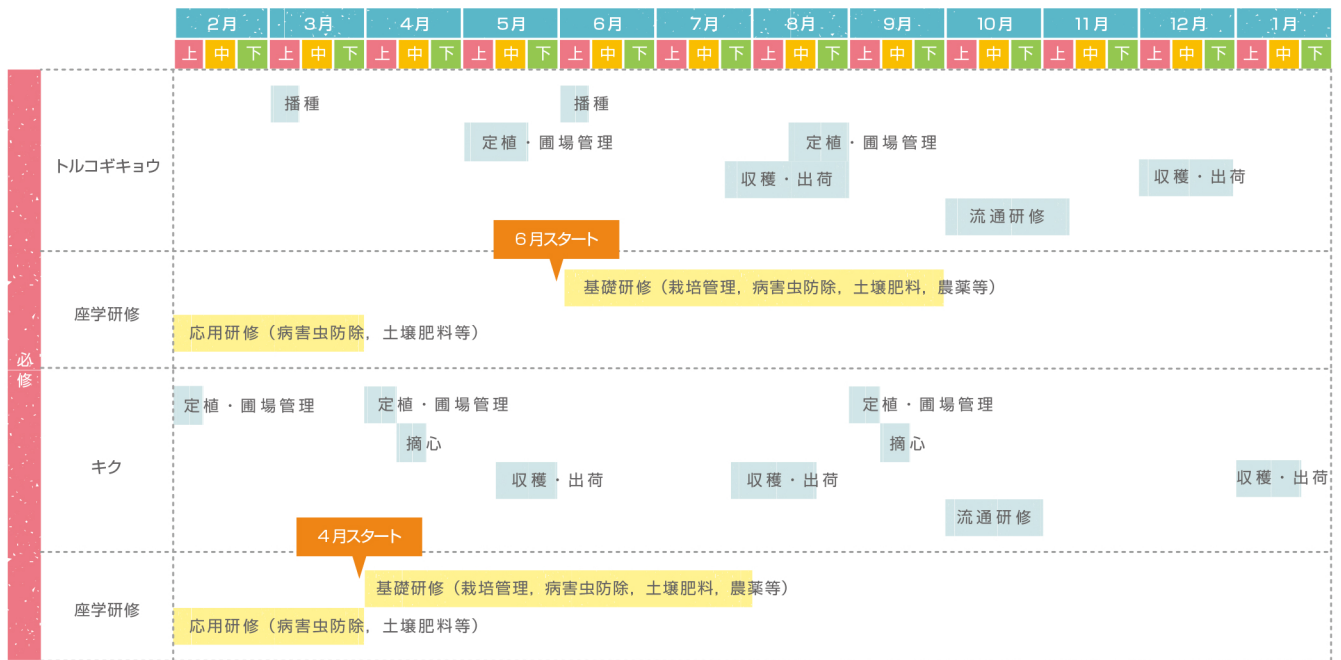 2月 3月 4月 5月 6月 7月 8月 9月 10月 11月 12月 1月
上 中 下 上 中 下 上 中 下 上 中 下 上 中 下 上 中 下 上 中 下 上 中 下 上 中 下 上 中 下 上 中 下 上 中 下
必修
トルコギキョウ
播種 播種
定植・圃場管理 定植・圃場管理
収穫・出荷 収穫・出荷
流通研修
6月スタート
座学研修
基礎研修（栽培管理，病害虫防除，土壌肥料，農薬等）
応用研修（病害虫防除，土壌肥料等）
キク
定植・圃場管理 定植・圃場管理 定植・圃場管理
摘心 摘心
収穫・出荷 収穫・出荷 収穫・出荷
流通研修
4月スタート
座学研修
基礎研修（栽培管理，病害虫防除，土壌肥料，農薬等）
応用研修（病害虫防除，土壌肥料等）